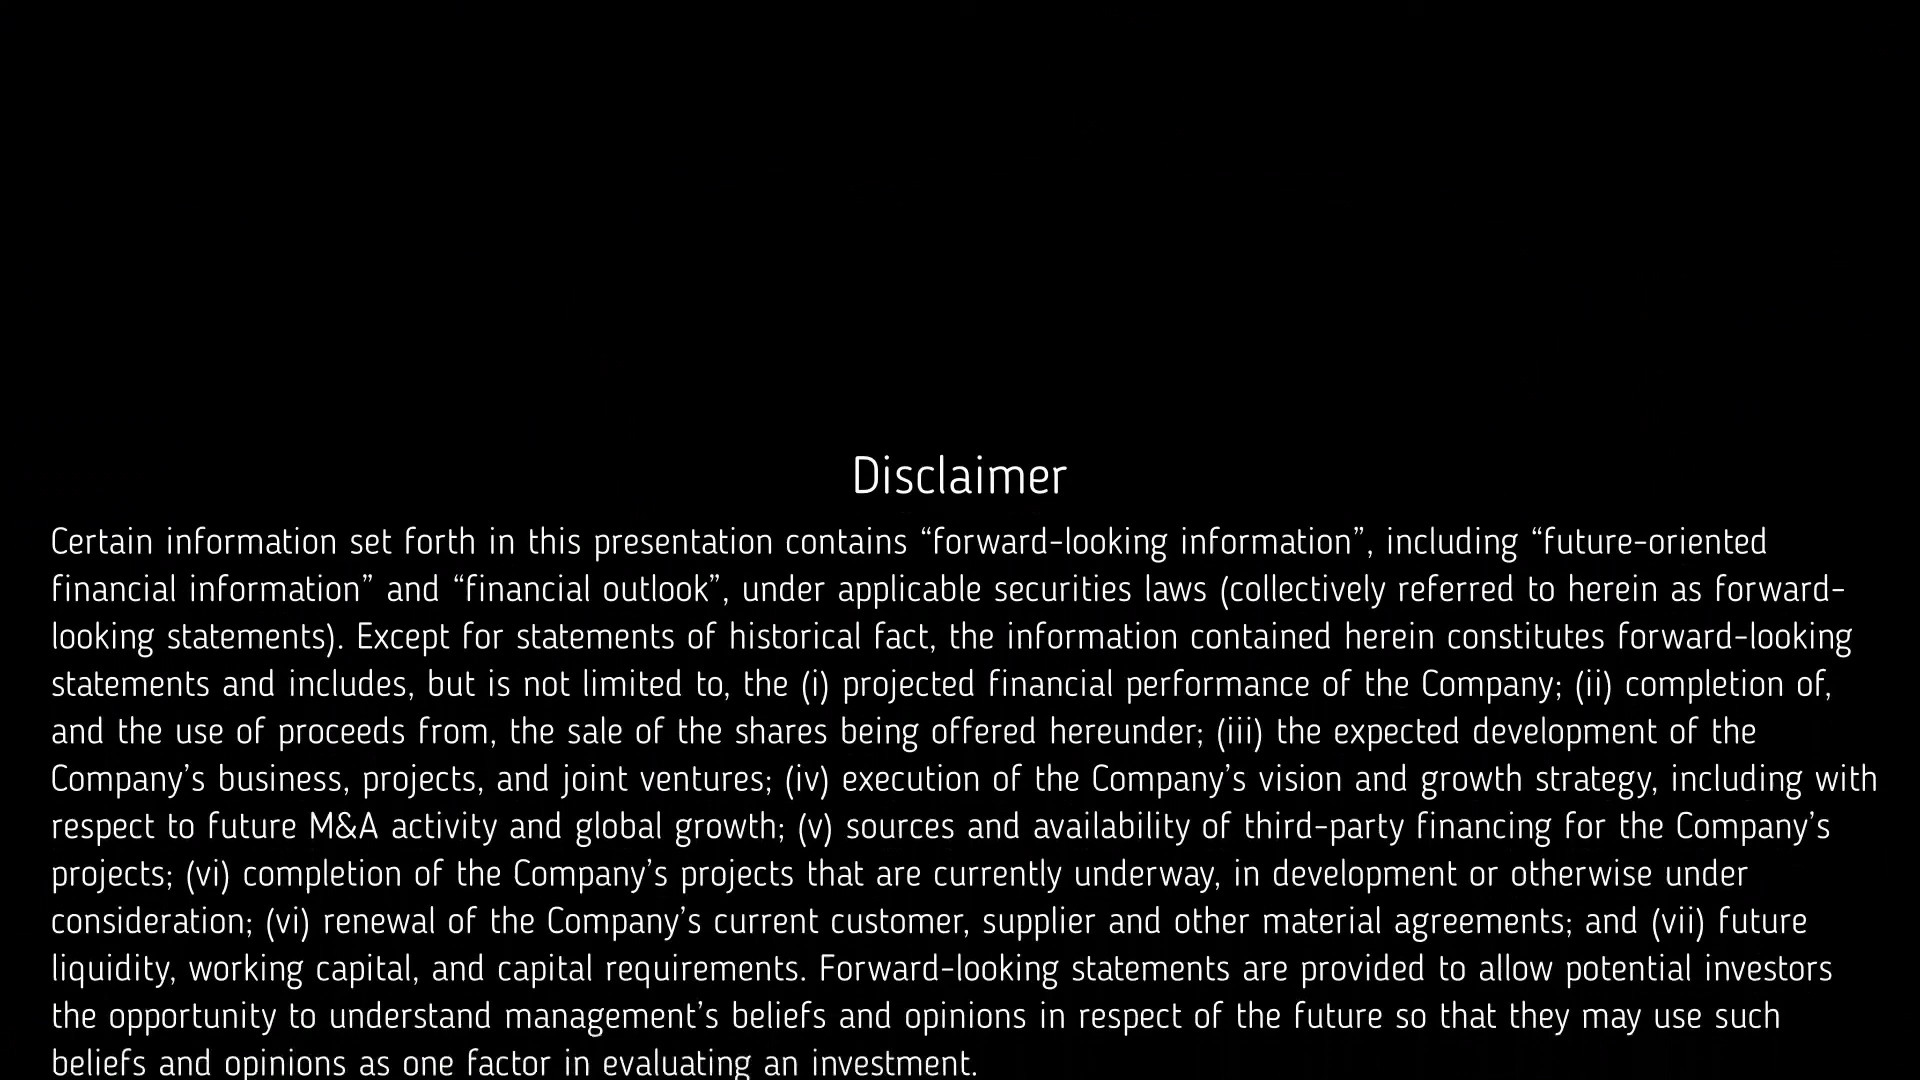 Disclaimer
Certain information set forth in this presentation contains “forward-looking information”, including “future-oriented
financial information” and “financial outlook”, under applicable securities laws (collectively referred to herein as forward-
looking statements). Except for statements of historical fact, the information contained herein constitutes forward-looking
statements and includes, but is not limited to, the (i) projected financial performance of the Company; (ii) completion of,
and the use of proceeds from, the sale of the shares being offered hereunder; (iii) the expected development of the
Company’s business, projects, and joint ventures; (iv) execution of the Company’s vision and growth strategy, including with
respect to future M&A activity and global growth; (v) sources and availability of third-party financing for the Company’s
projects; (vi) completion of the Company’s projects that are currently underway, in development or otherwise under
consideration; (vi) renewal of the Company’s current customer, supplier and other material agreements; and (vii) future
liquidity, working capital, and capital requirements. Forward-looking statements are provided to allow potential investors
the opportunity to understand management’s beliefs and opinions in respect of the future so that they may use such
beliefs and opinions as one factor in evaluating an investment.